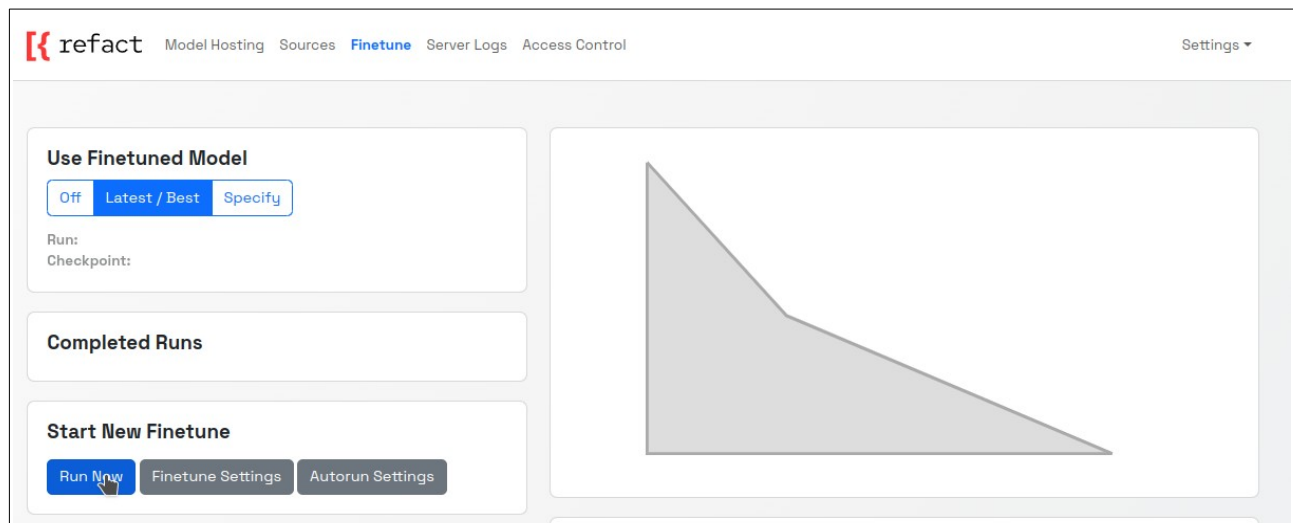 refact Model Hosting Sources Finetune Server Logs Access Control Settings
Use Finetuned Model
Off Latest / Best Specify
Run:
Checkpoint:
Completed Runs
Start New Finetune
Run Now Finetune Settings Autorun Settings